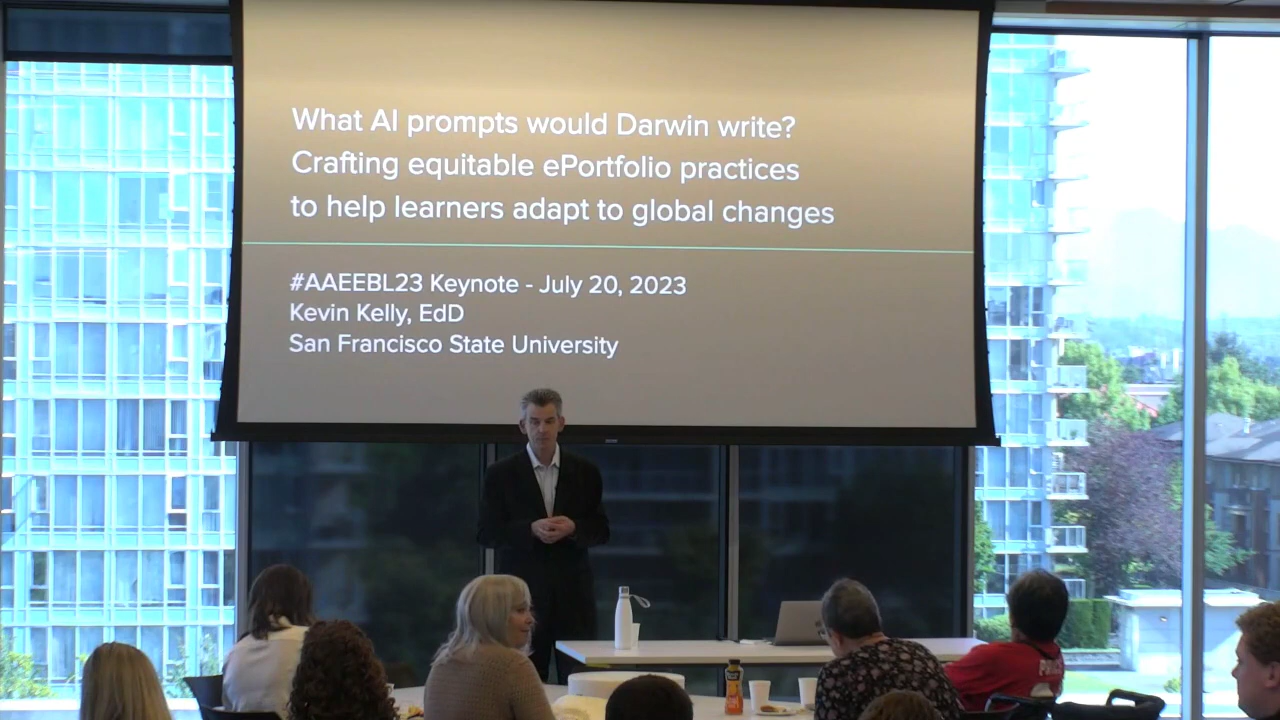 What AI prompts would Darwin write?
Crafting equitable ePortfolio practices
to help learners adapt to global changes
#AAEEBL23 Keynote - July 20, 2023
Kevin Kelly, EdD
San Francisco State University